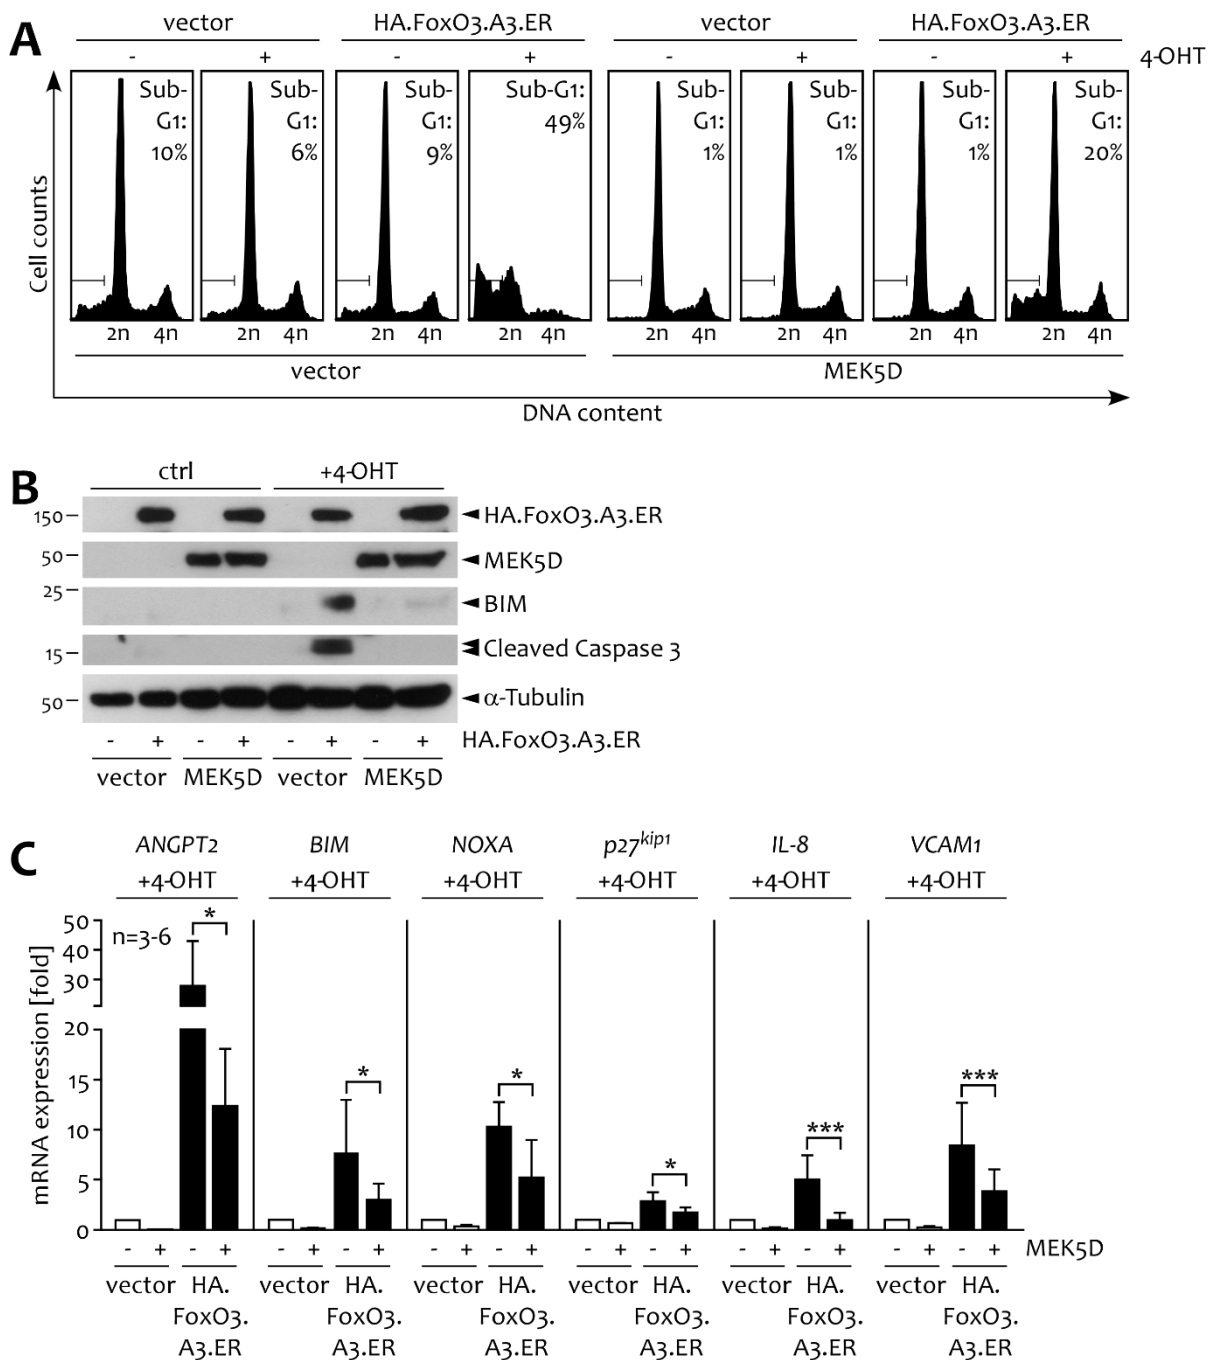 A
vector HA.FoxO3.A3.ER vector HA.FoxO3.A3.ER
- + - + - + - + 4-OHT
Sub- Sub- Sub- Sub-G1: Sub- Sub- Sub- Sub-
G1: G1: G1: 49% G1: G1: G1: G1:
10% 6% 9% 1% 1% 1% 20%
Cell counts
2n 4n 2n 4n 2n 4n 2n 4n 2n 4n 2n 4n 2n 4n 2n 4n
vector MEK5D
DNA content
B
ctrl +4-OHT
150 HA.FoxO3.A3.ER
50 MEK5D
25 BIM
15 Cleaved Caspase 3
50 α-Tubulin
- + - + - + - + HA.FoxO3.A3.ER
vector MEK5D vector MEK5D
C
ANGPT2 BIM NOXA p27kip1 IL-8 VCAM1
+4-OHT +4-OHT +4-OHT +4-OHT +4-OHT +4-OHT
mRNA expression [fold]
50 *
n=3-6
40
30
20
15 * * ***
10 ***
5 *
0
- + - + - + - + - + - + - + - + - + - + - + - + MEK5D
vector HA. vector HA. vector HA. vector HA. vector HA. vector HA.
FoxO3. FoxO3. FoxO3. FoxO3. FoxO3. FoxO3.
A3.ER A3.ER A3.ER A3.ER A3.ER A3.ER